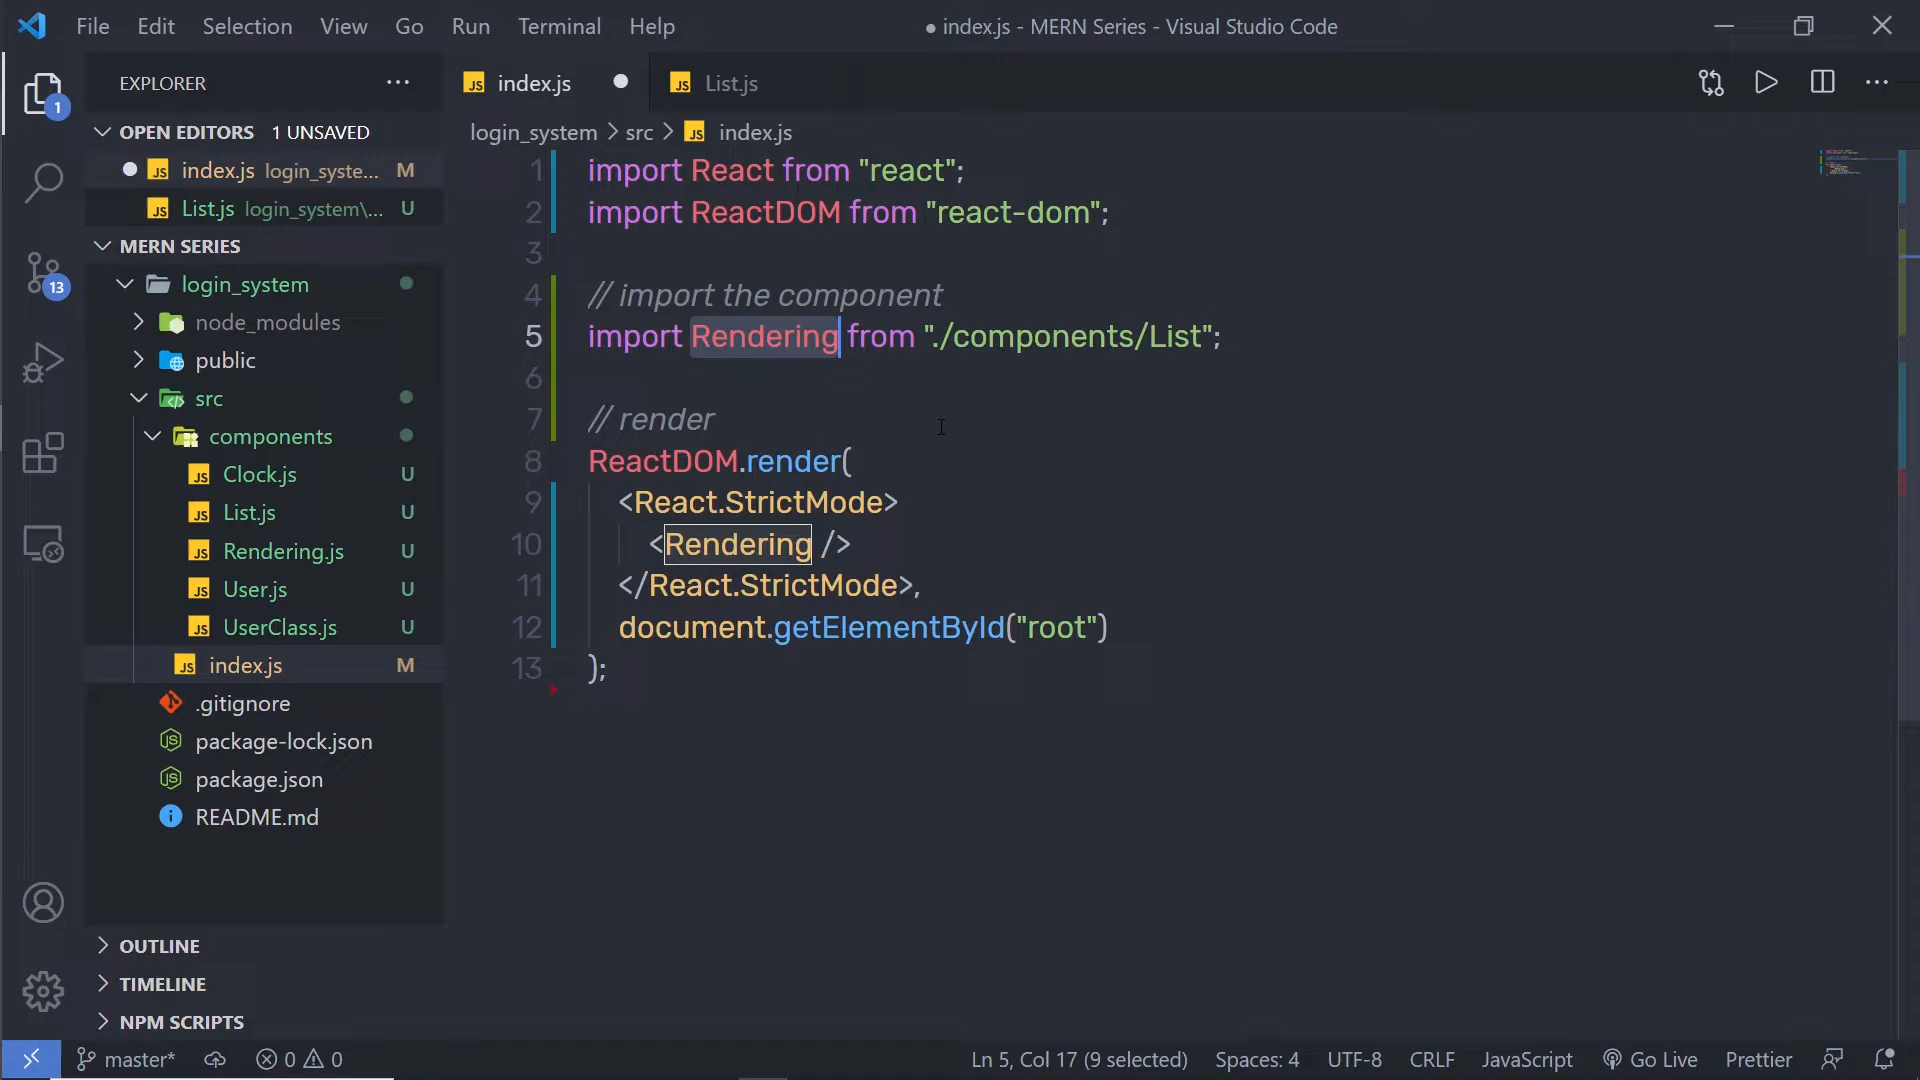 File Edit Selection View Go Run Terminal Help
● index.js - MERN Series - Visual Studio Code
EXPLORER
index.js
List.js
OPEN EDITORS 1 UNSAVED
index.js login_syste... M
List.js login_system\... U
MERN SERIES
login_system
node_modules
public
src
components
Clock.js U
List.js U
Rendering.js U
User.js U
UserClass.js U
index.js M
.gitignore
package-lock.json
package.json
README.md
OUTLINE
TIMELINE
NPM SCRIPTS
1
13
login_system > src > JS index.js
1 import React from "react";
2 import ReactDOM from "react-dom";
3
4 // import the component
5 import Rendering from "./components/List";
6
7 // render
8 ReactDOM.render(
9 <React.StrictMode>
10 <Rendering />
11 </React.StrictMode>,
12 document.getElementById("root")
13 );
master* 0 0 Ln 5, Col 17 (9 selected) Spaces: 4 UTF-8 CRLF JavaScript Go Live Prettier